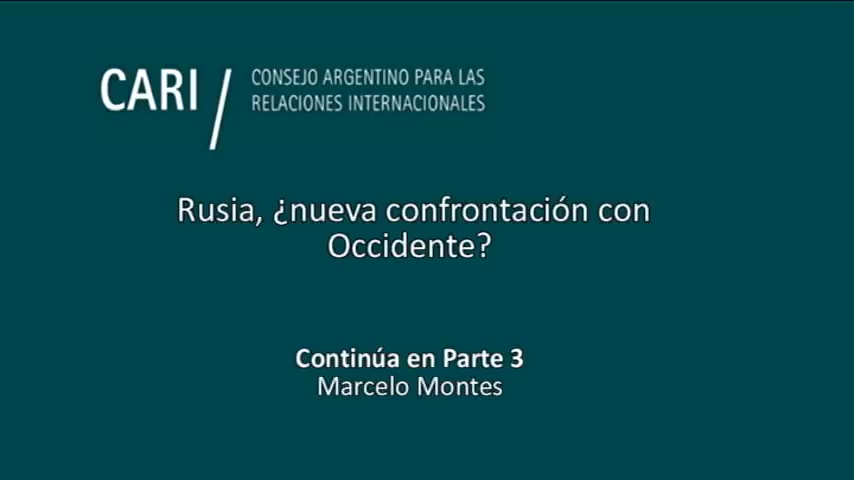 CARI
CONSEJO ARGENTINO PARA LAS
RELACIONES INTERNACIONALES
Rusia, ¿nueva confrontación con
Occidente?
Continúa en Parte 3
Marcelo Montes